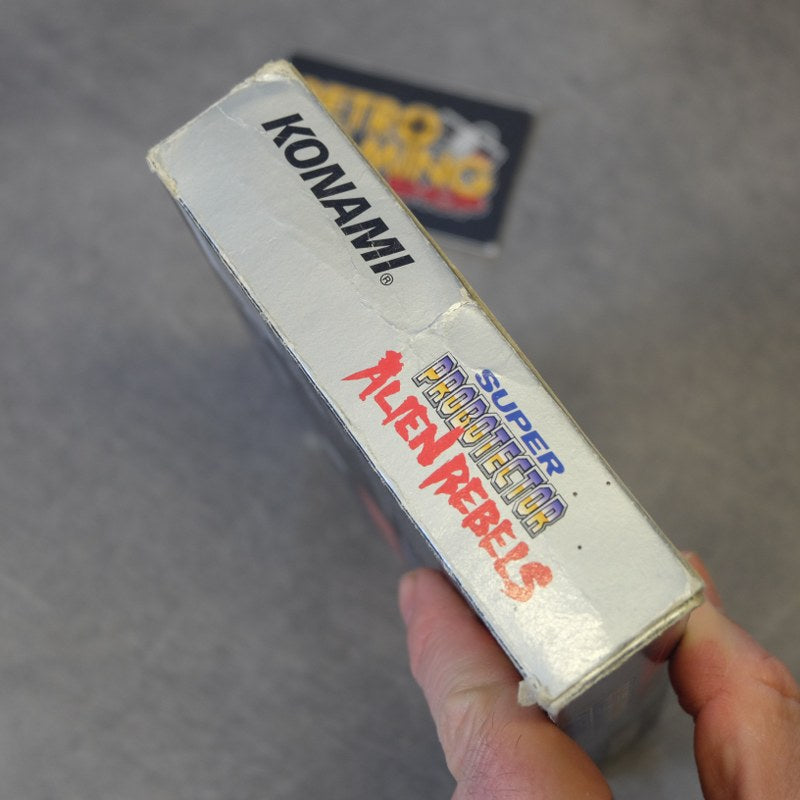 KONAMI®
SUPER
PROBOTECTOR
ALIEN REBELS
RETRO
GAMING